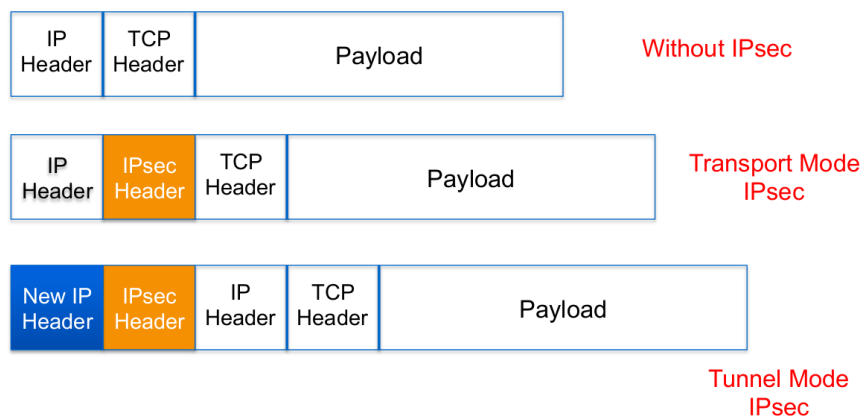 IP
Header
TCP
Header
Payload
Without IPsec
IP
Header
IPsec
Header
TCP
Header
Payload
Transport Mode
IPsec
New IP
Header
IPsec
Header
IP
Header
TCP
Header
Payload
Tunnel Mode
IPsec